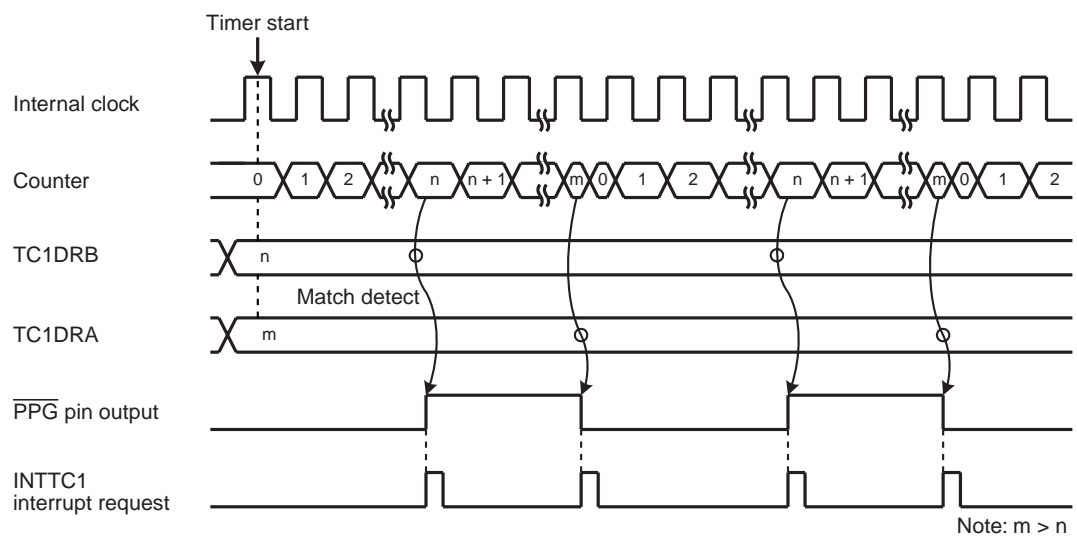 Timer start
Internal clock
Counter
0 1 2 n n + 1 m 0 1 2 n n + 1 m 0 1 2
TC1DRB
n
Match detect
TC1DRA
m
PPG pin output
INTTC1
interrupt request
Note: m > n